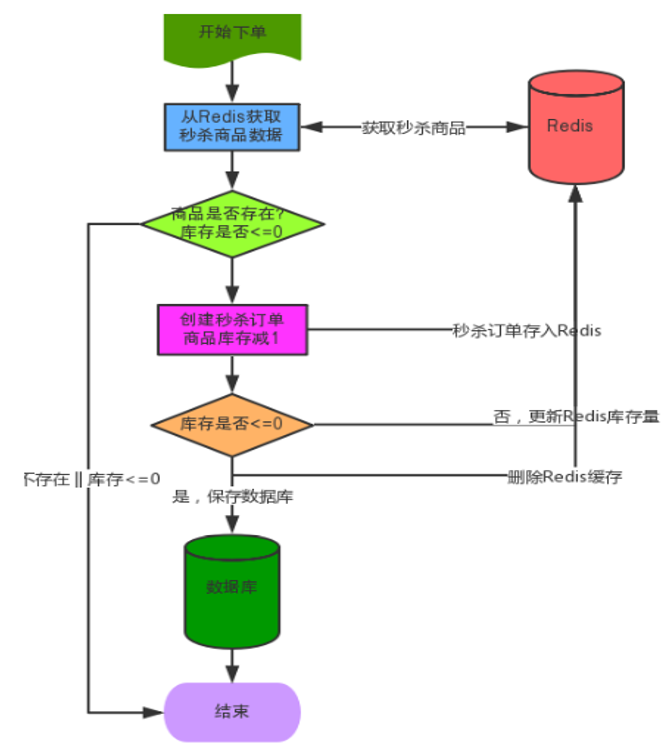 开始下单
从Redis获取
秒杀商品数据
获取秒杀商品
Redis
商品是否存在?
库存是否<=0
创建秒杀订单
商品库存减1
秒杀订单存入Redis
库存是否<=0
否，更新Redis库存量
不存在 || 库存<=0
删除Redis缓存
是，保存数据库
数据库
结束